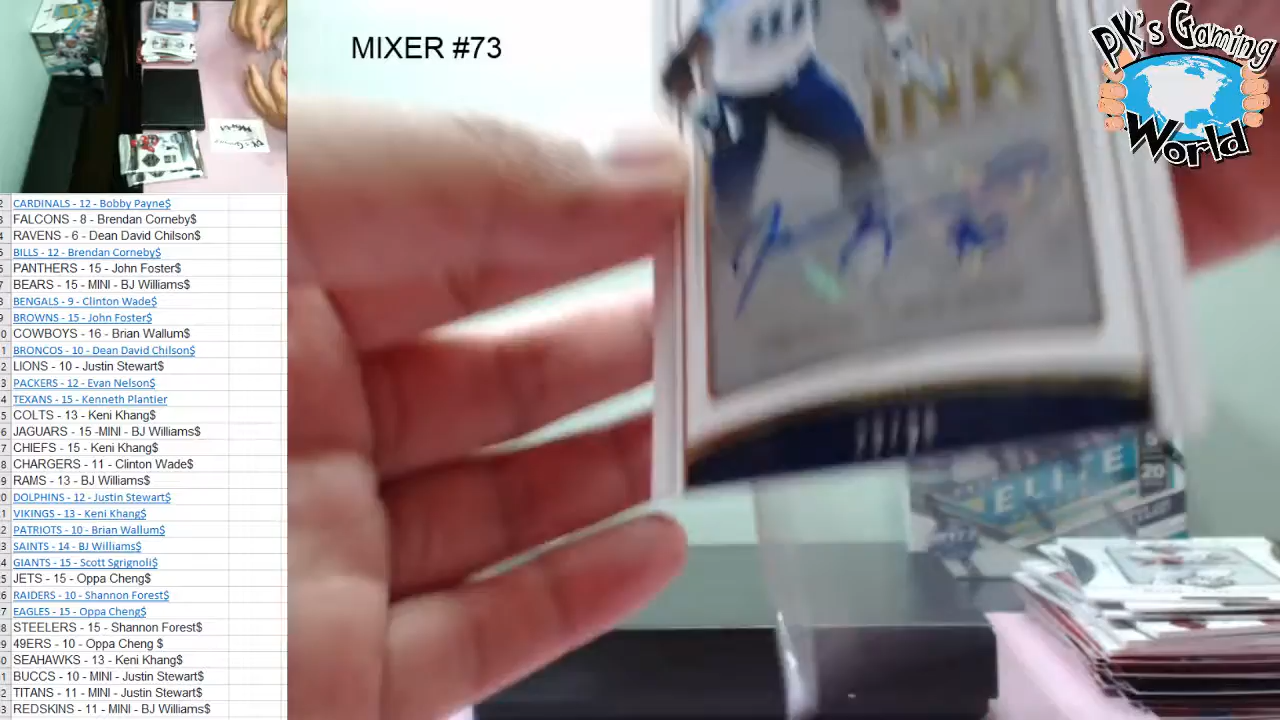 MIXER #73
PK's Gaming
World
CARDINALS - 12 - Bobby Payne$
FALCONS - 8 - Brendan Corneby$
RAVENS - 6 - Dean David Chilson$
BILLS - 12 - Brendan Corneby$
PANTHERS - 15 - John Foster$
BEARS - 15 - MINI - BJ Williams$
BENGALS - 9 - Clinton Wade$
BROWNS - 15 - John Foster$
COWBOYS - 16 - Brian Wallum$
BRONCOS - 10 - Dean David Chilson$
LIONS - 10 - Justin Stewart$
PACKERS - 12 - Evan Nelson$
TEXANS - 15 - Kenneth Plantier
COLTS - 13 - Keni Khang$
JAGUARS - 15 -MINI - BJ Williams$
CHIEFS - 15 - Keni Khang$
CHARGERS - 11 - Clinton Wade$
RAMS - 13 - BJ Williams$
DOLPHINS - 12 - Justin Stewart$
VIKINGS - 13 - Keni Khang$
PATRIOTS - 10 - Brian Wallum$
SAINTS - 14 - BJ Williams$
GIANTS - 15 - Scott Sgrignoli$
JETS - 15 - Oppa Cheng$
RAIDERS - 10 - Shannon Forest$
EAGLES - 15 - Oppa Cheng$
STEELERS - 15 - Shannon Forest$
49ERS - 10 - Oppa Cheng $
SEAHAWKS - 13 - Keni Khang$
BUCCS - 10 - MINI - Justin Stewart$
TITANS - 11 - MINI - Justin Stewart$
REDSKINS - 11 - MINI - BJ Williams$
INK
ELITE
20